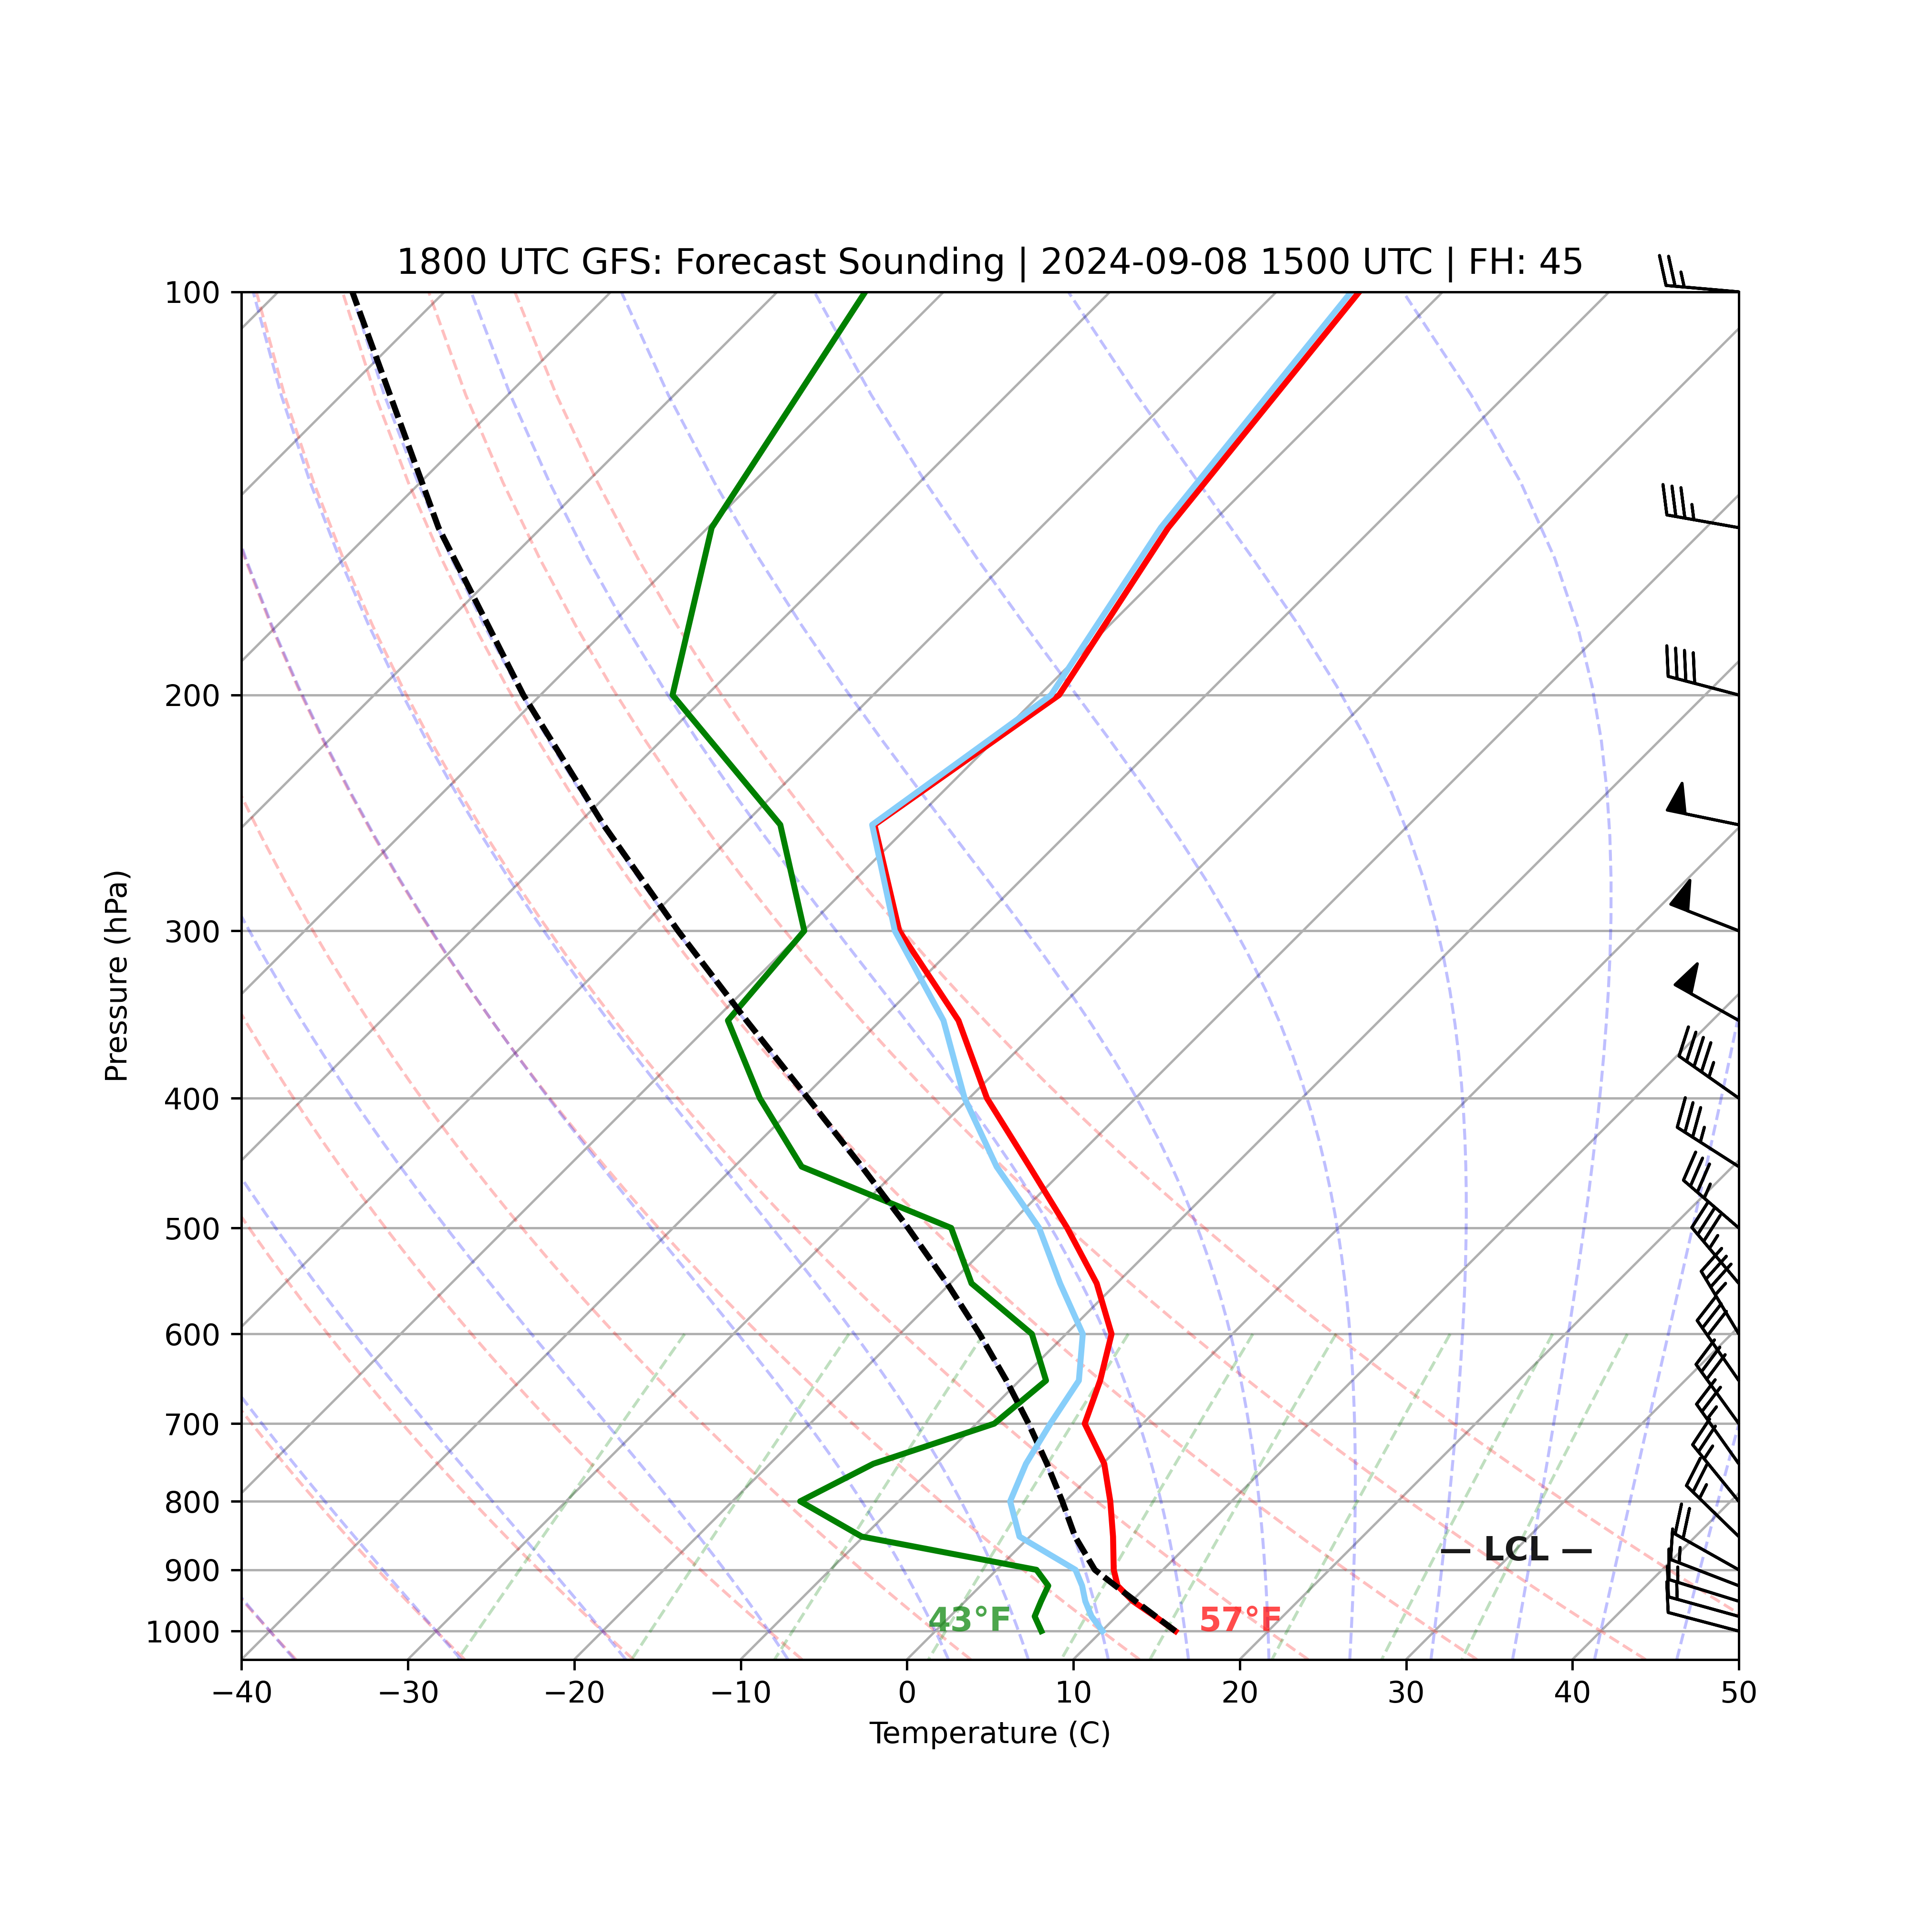 1800 UTC GFS: Forecast Sounding | 2024-09-08 1500 UTC | FH: 45
100
200
300
400
500
600
700
800
900
1000
Pressure (hPa)
— LCL —
43°F
57°F
−40 −30 −20 −10 0 10 20 30 40 50
Temperature (C)